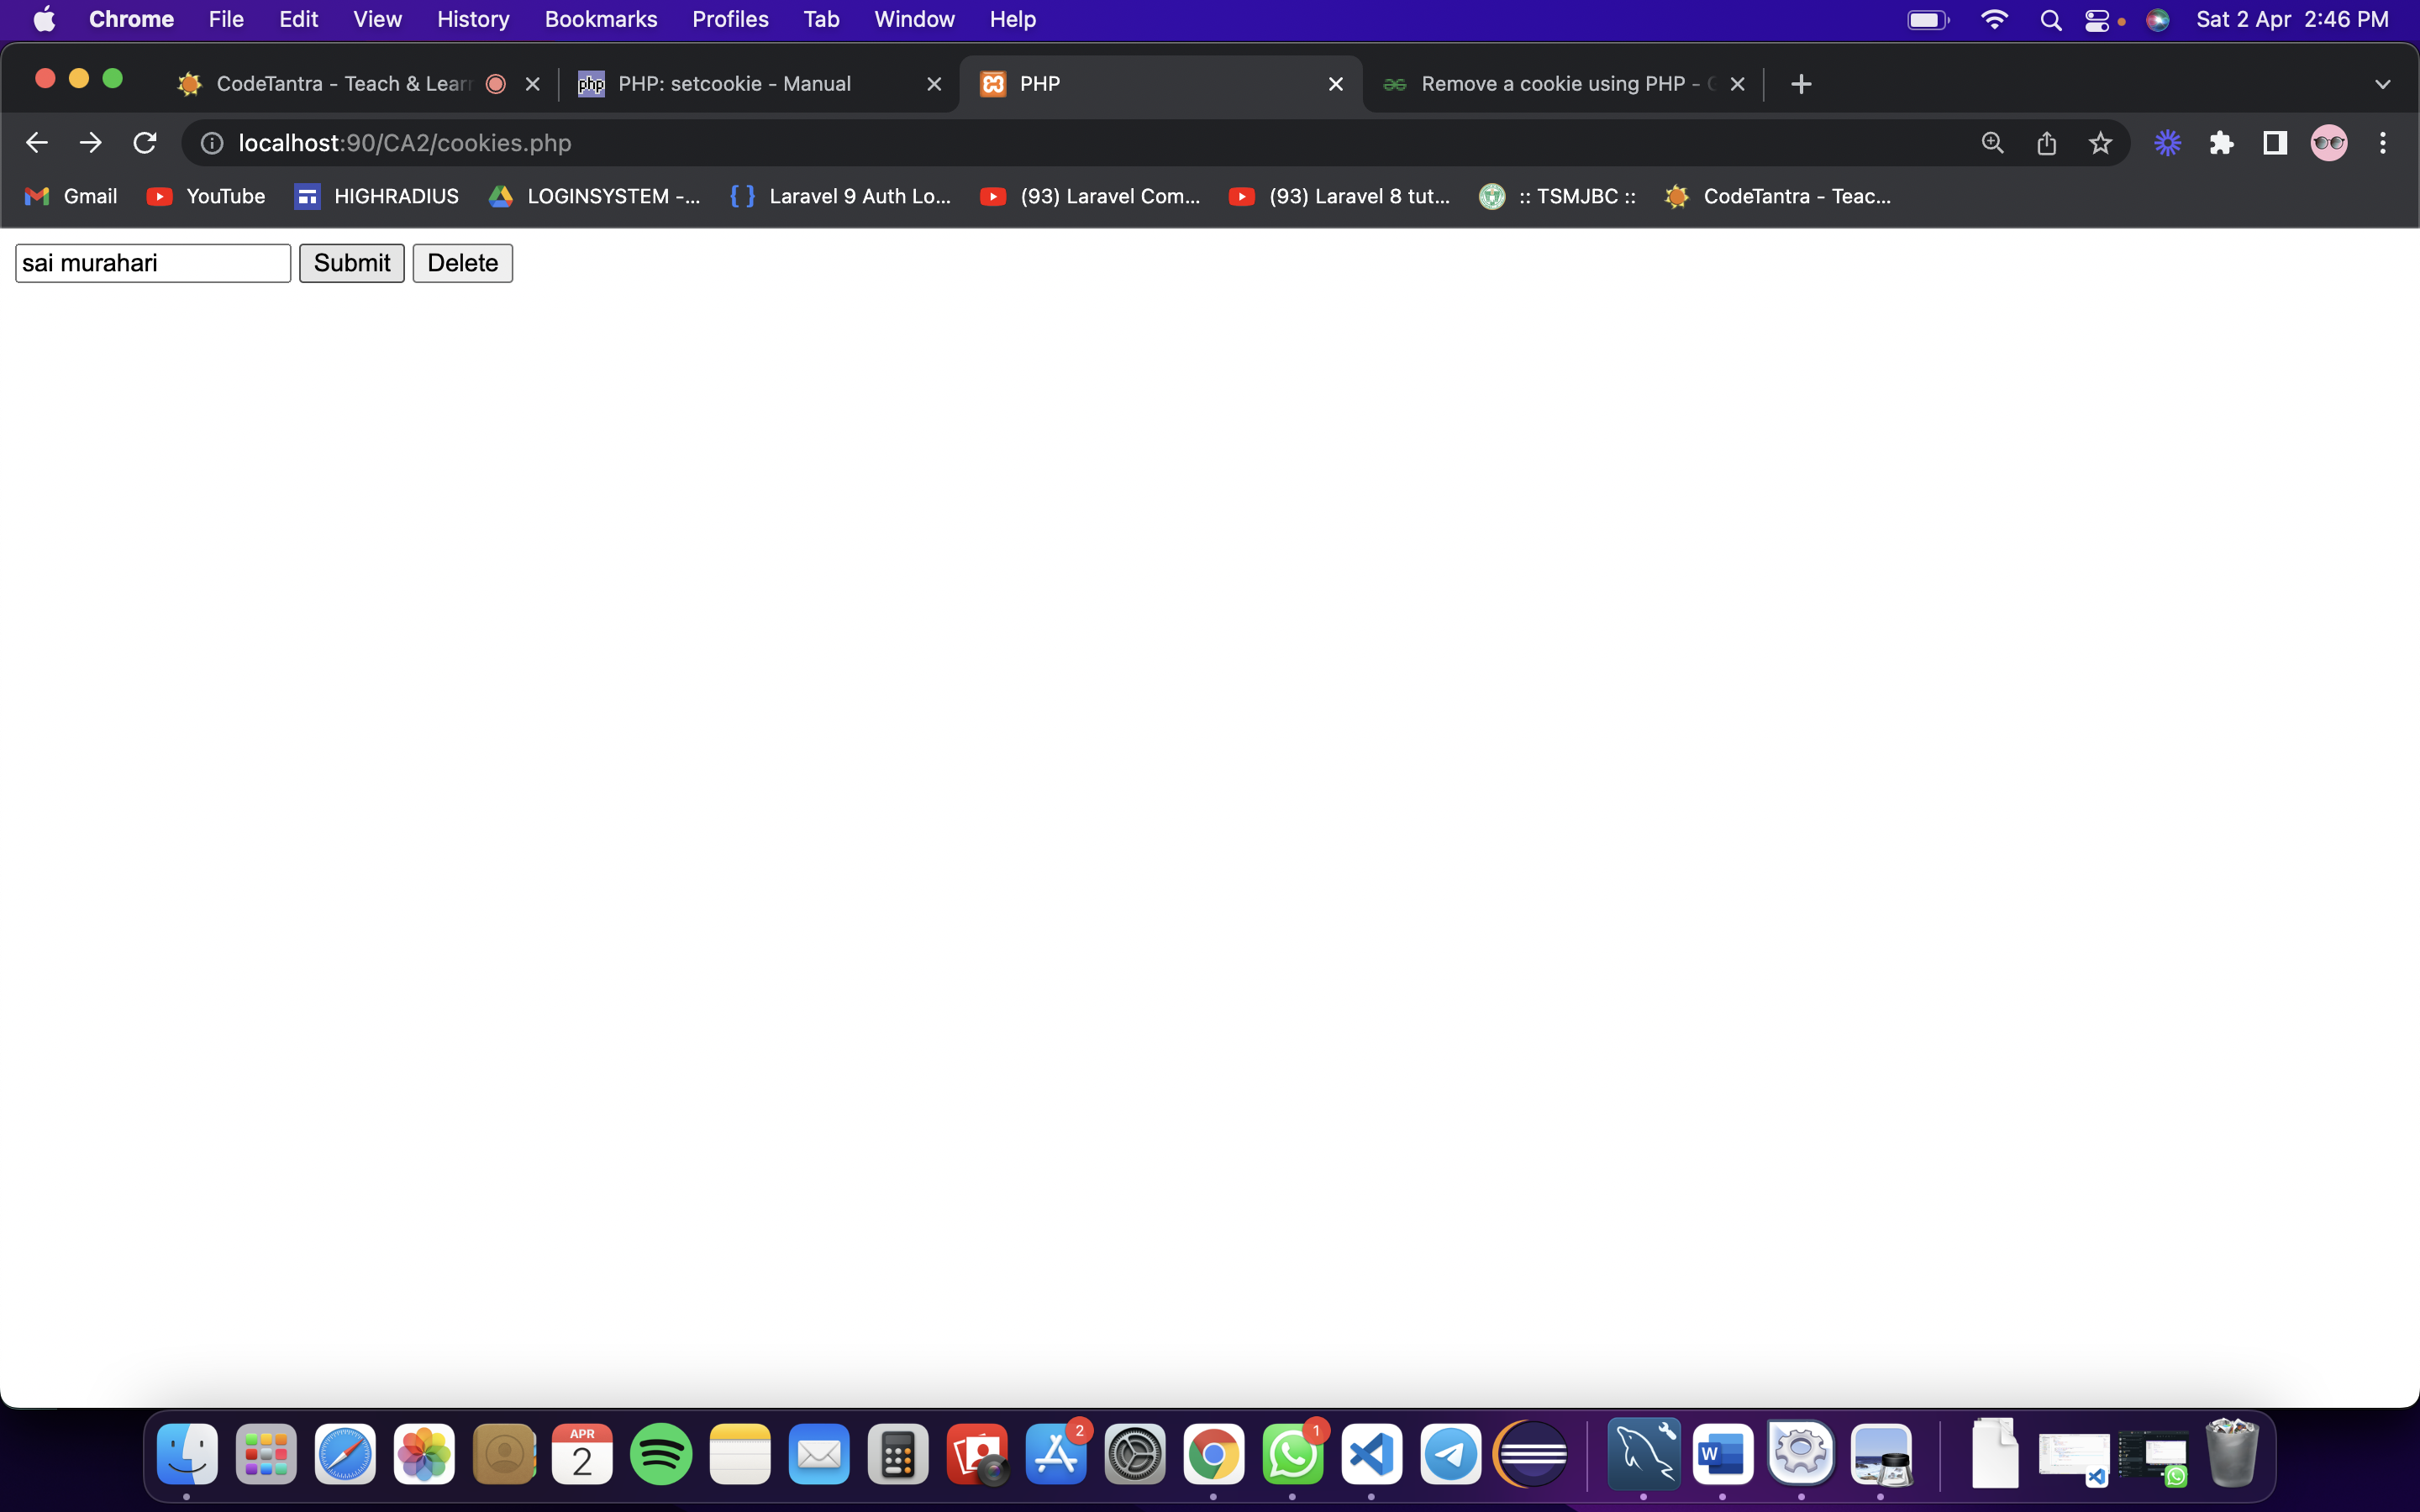 Chrome File Edit View History Bookmarks Profiles Tab Window Help Sat 2 Apr 2:46 PM
CodeTantra - Teach & Lear php PHP: setcookie - Manual PHP Remove a cookie using PHP -
localhost:90/CA2/cookies.php
Gmail YouTube HIGHRADIUS LOGINSYSTEM -... Laravel 9 Auth Lo... (93) Laravel Com... (93) Laravel 8 tut... :: TSMJBC :: CodeTantra - Teac...
sai murahari Submit Delete
APR 2 1
2 W